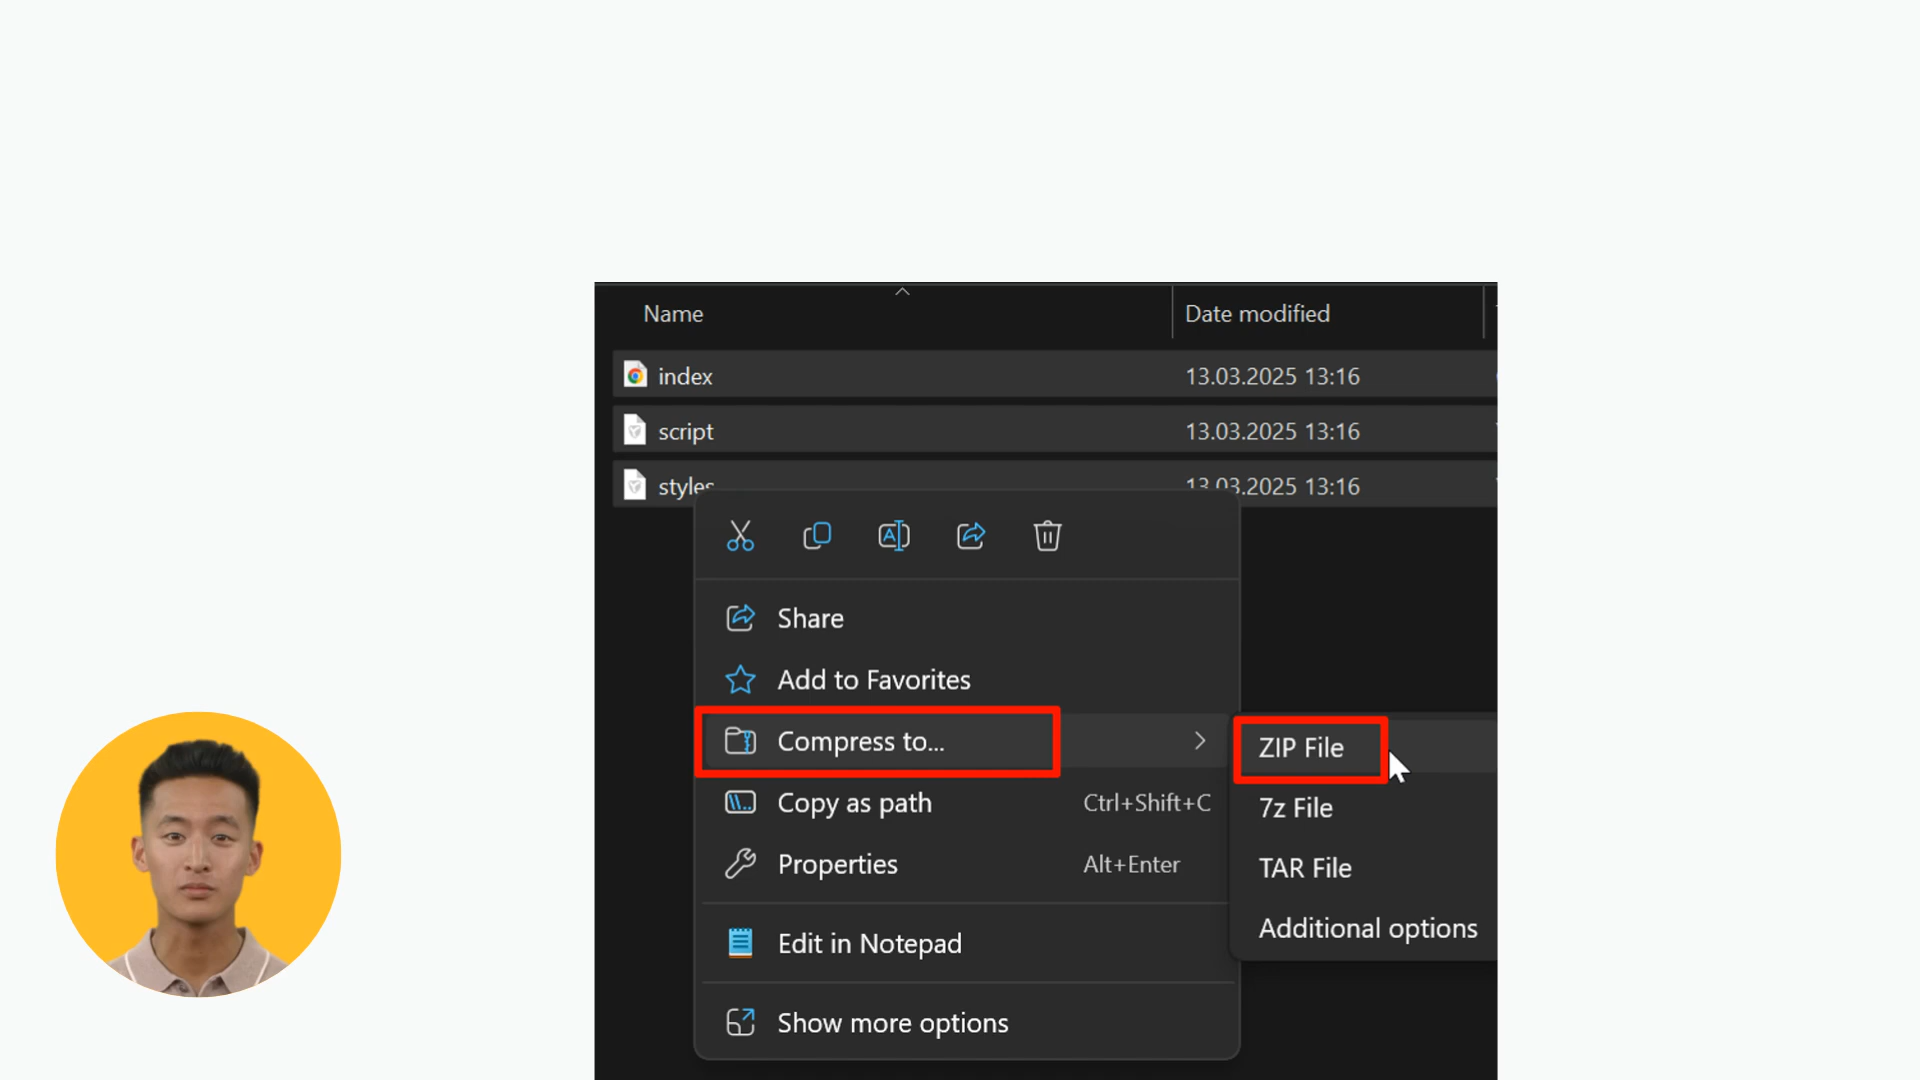 Name Date modified
index 13.03.2025 13:16
script 13.03.2025 13:16
styles 13.03.2025 13:16
Share
Add to Favorites
Compress to...
Copy as path Ctrl+Shift+C
Properties Alt+Enter
Edit in Notepad
Show more options
ZIP File
7z File
TAR File
Additional options